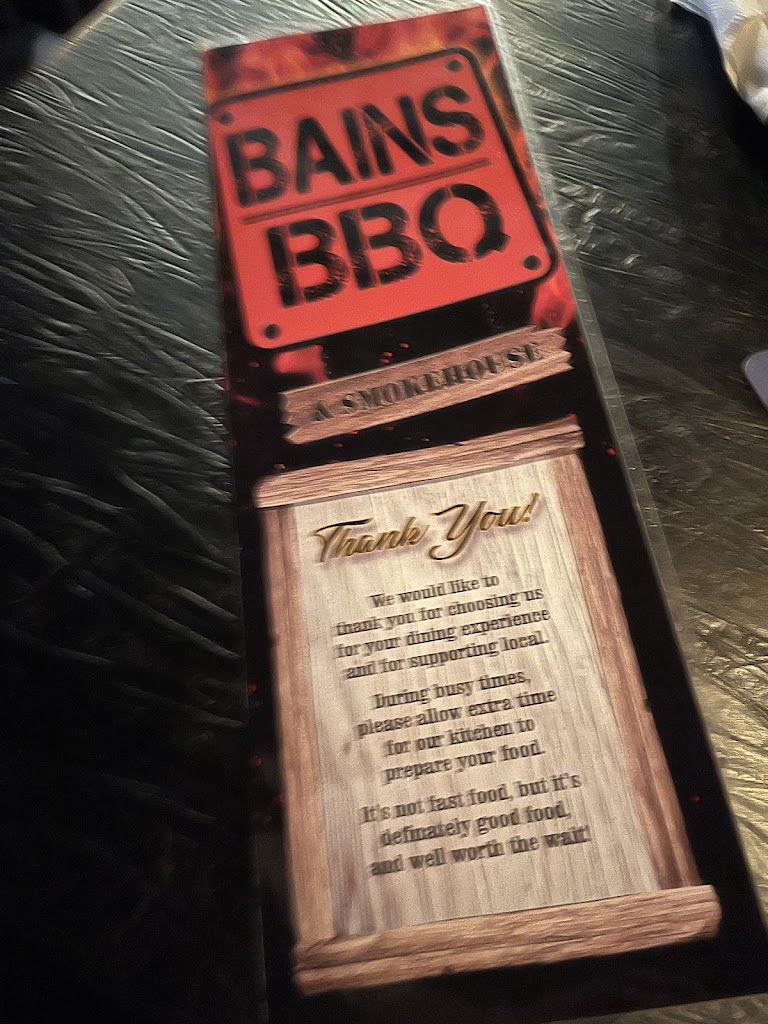 BAINS
BBQ
& SMOKEHOUSE
Thank You!
We would like to
thank you for choosing us
for your dining experience
and for supporting local.
During busy times,
please allow extra time
for our kitchen to
prepare your food.
It's not fast food, but it's
definately good food,
and well worth the wait!